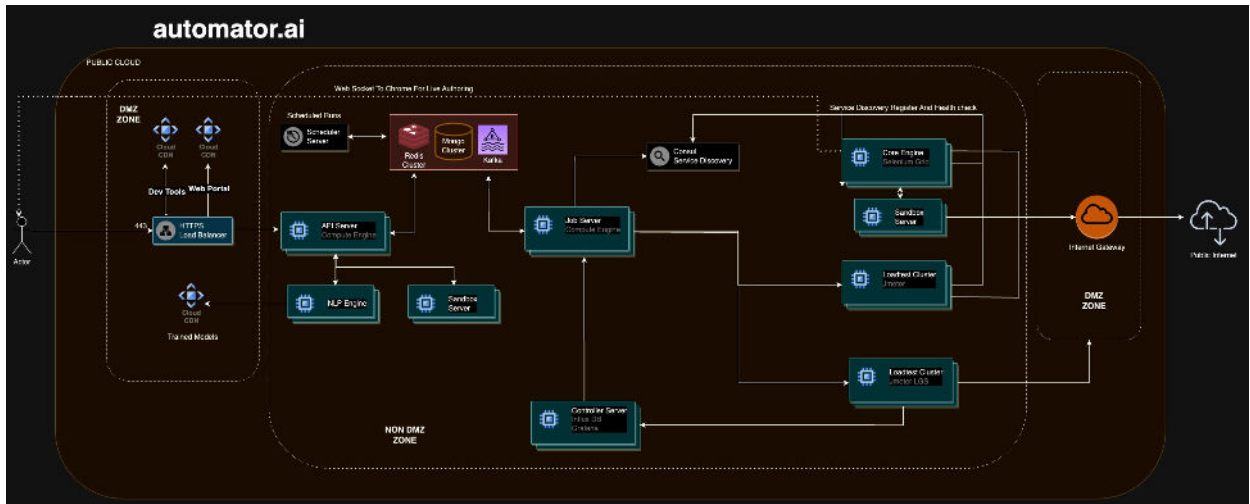 automator.ai
PUBLIC CLOUD
Web Socket To Chrome For Live Authoring
DMZ
ZONE
Cloud
CDN
Cloud
CDN
Dev Tools
Web Portal
443
HTTPS
Load Balancer
Actor
Cloud
CDN
Trained Models
Scheduled Runs
Scheduler
Server
Redis
Cluster
Mongo
Cluster
Kafka
API Server
Compute Engine
NLP Engine
Sandbox
Server
Job Server
Compute Engine
Consul
Service Discovery
Service Discovery Register And Health check
Core Engine
Selenium Grid
Sandbox
Server
Loadtest Cluster
Jmeter
Loadtest Cluster
Jmeter LGS
Controller Server
Influx DB
Grafana
NON DMZ
ZONE
Internet Gateway
DMZ
ZONE
Public Internet